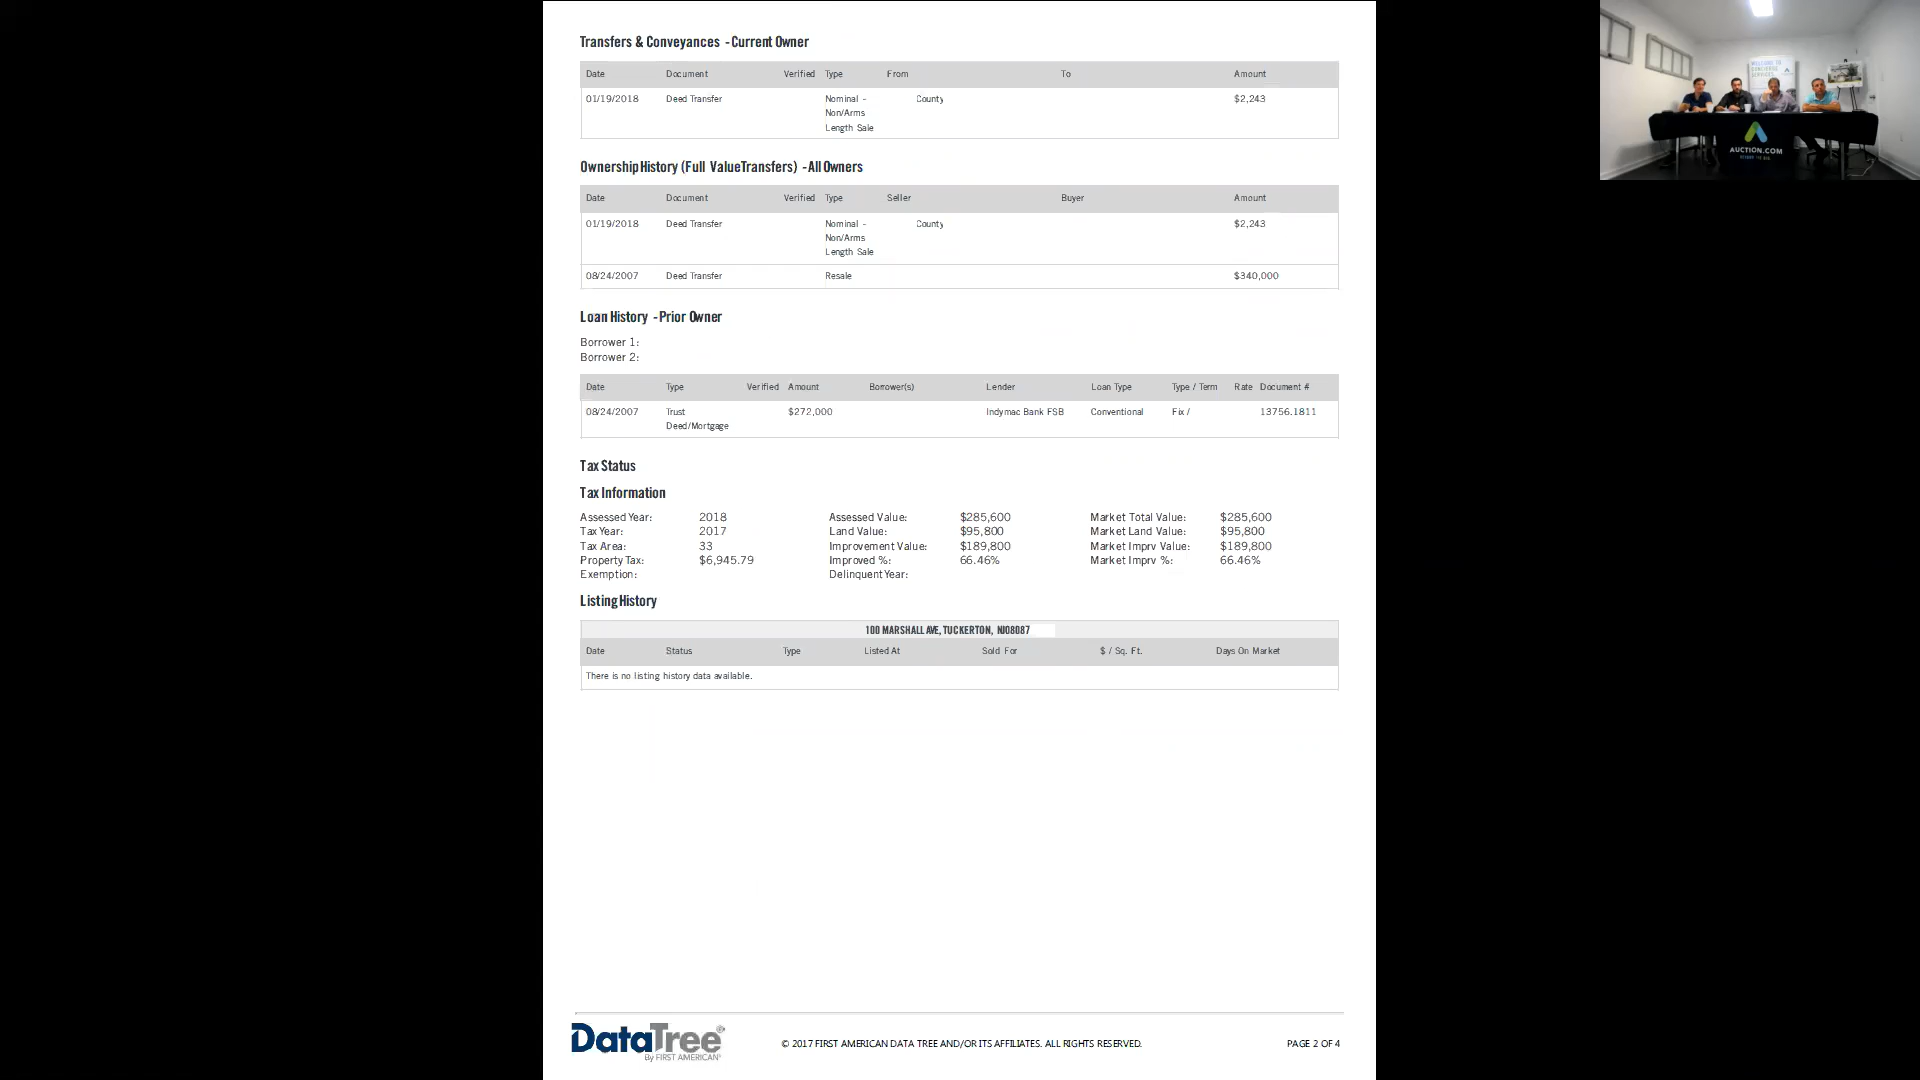 Transfers & Conveyances - Current Owner
Date Document Verified Type From To Amount
01/19/2018 Deed Transfer Nominal - County $2,243
Non/Arms
Length Sale
Ownership History (Full Value Transfers) - All Owners
Date Document Verified Type Seller Buyer Amount
01/19/2018 Deed Transfer Nominal - County $2,243
Non/Arms
Length Sale
08/24/2007 Deed Transfer Resale $340,000
Loan History - Prior Owner
Borrower 1:
Borrower 2:
Date Type Verified Amount Borrower(s) Lender Loan Type Type / Term Rate Document #
08/24/2007 Trust $272,000 Indymac Bank FSB Conventional Fix / 13756.1811
Deed/Mortgage
Tax Status
Tax Information
Assessed Year: 2018 Assessed Value: $285,600 Market Total Value: $285,600
Tax Year: 2017 Land Value: $95,800 Market Land Value: $95,800
Tax Area: 33 Improvement Value: $189,800 Market Imprv Value: $189,800
Property Tax: $6,945.79 Improved %: 66.46% Market Imprv %: 66.46%
Exemption: Delinquent Year:
Listing History
100 MARSHALL AVE, TUCKERTON, NJ 08087
Date Status Type Listed At Sold For $ / Sq. Ft. Days On Market
There is no listing history data available.
DataTree®
By FIRST AMERICAN®
© 2017 FIRST AMERICAN DATA TREE AND/OR ITS AFFILIATES. ALL RIGHTS RESERVED.
PAGE 2 OF 4
WELCOME TO
CONCIERGE
SERVICES
AUCTION.COM